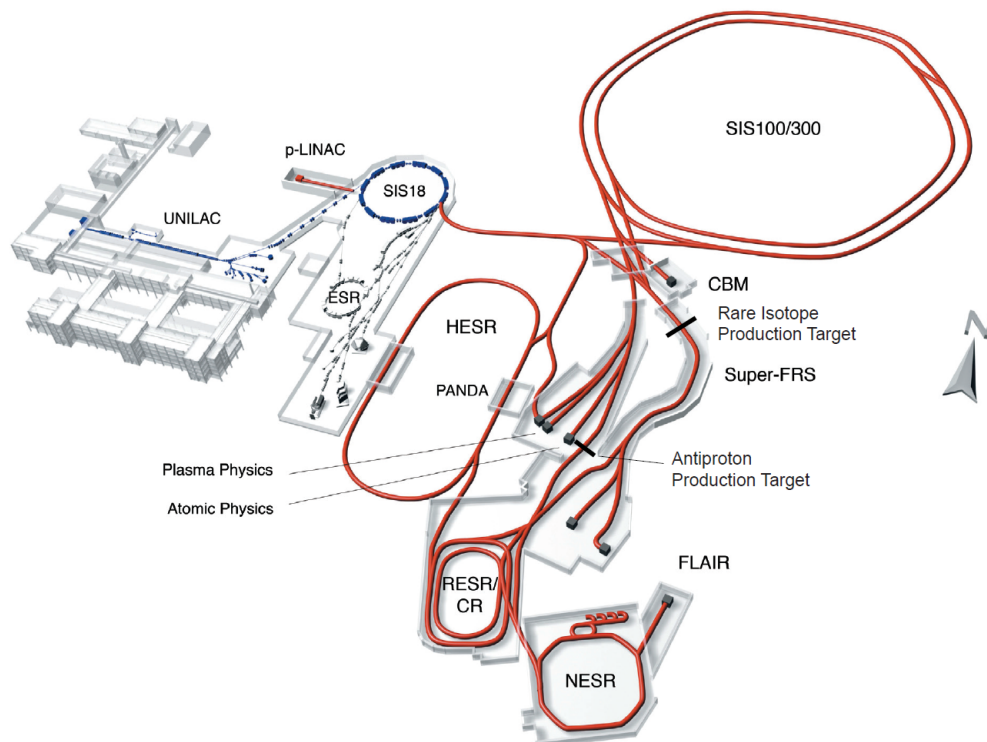 SIS100/300
p-LINAC
SIS18
UNILAC
CBM
ESR
Rare Isotope
Production Target
HESR
Super-FRS
PANDA
Plasma Physics
Antiproton
Production Target
Atomic Physics
FLAIR
RESR/
CR
NESR